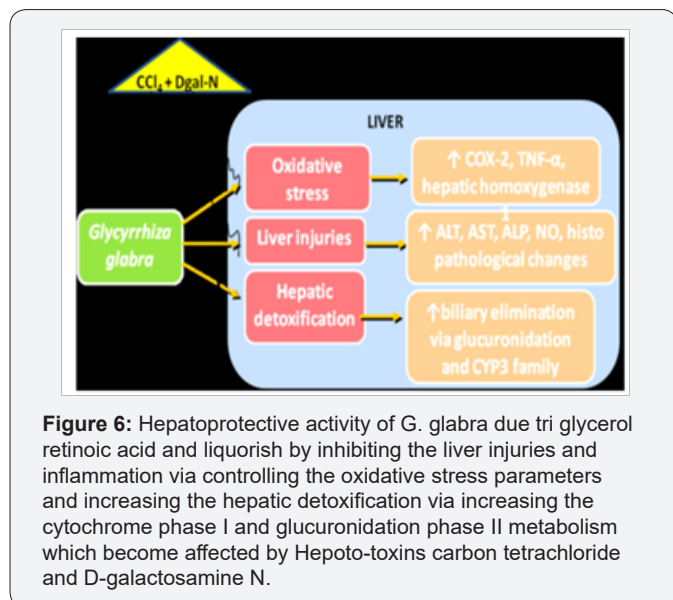 CCl₄ + Dgal-N
LIVER
Oxidative
stress
↑ COX-2, TNF-α,
hepatic homoxygenase
Glycyrrhiza
glabra
Liver injuries
↑ ALT, AST, ALP, NO, histo
pathological changes
Hepatic
detoxification
↑biliary elimination
via glucuronidation
and CYP3 family
Figure 6: Hepatoprotective activity of G. glabra due tri glycerol
retinoic acid and liquorish by inhibiting the liver injuries and
inflammation via controlling the oxidative stress parameters
and increasing the hepatic detoxification via increasing the
cytochrome phase I and glucuronidation phase II metabolism
which become affected by Hepoto-toxins carbon tetrachloride
and D-galactosamine N.